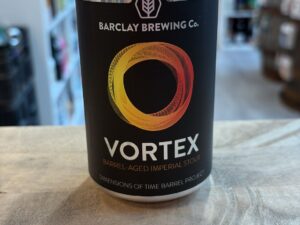 BARCLAY BREWING Co.
VORTEX
BARREL AGED IMPERIAL STOUT
DIMENSIONS OF TIME BARREL PROJECT